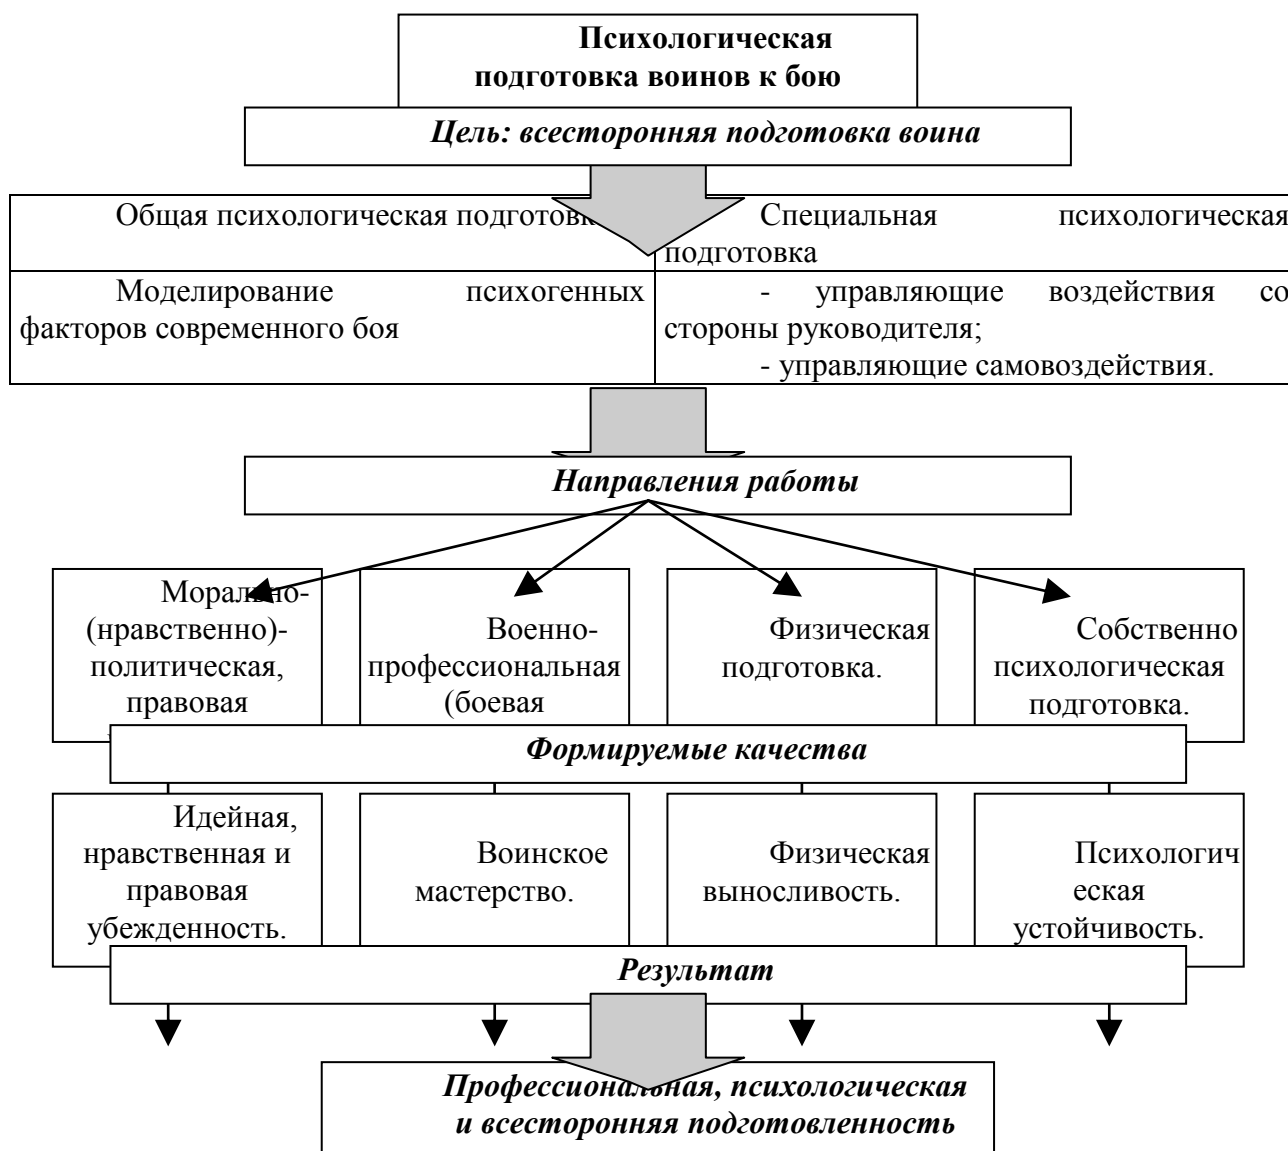 Психологическая
подготовка воинов к бою
Цель: всесторонняя подготовка воина
Общая психологическая
Специальная психологическая
подготовка
Моделирование психогенных
факторов современного боя
- управляющие воздействия со
стороны руководителя;
- управляющие самовоздействия.
Направления работы
Морально-
(нравственно)-
политическая,
правовая
Военно-
профессиональная
(боевая
Физическая
подготовка.
Собственно
психологическая
подготовка.
Формируемые качества
Идейная,
нравственная и
правовая
убежденность.
Воинское
мастерство.
Физическая
выносливость.
Психологич
еская
устойчивость.
Результат
Профессиональная, психологическая
и всесторонняя подготовленность